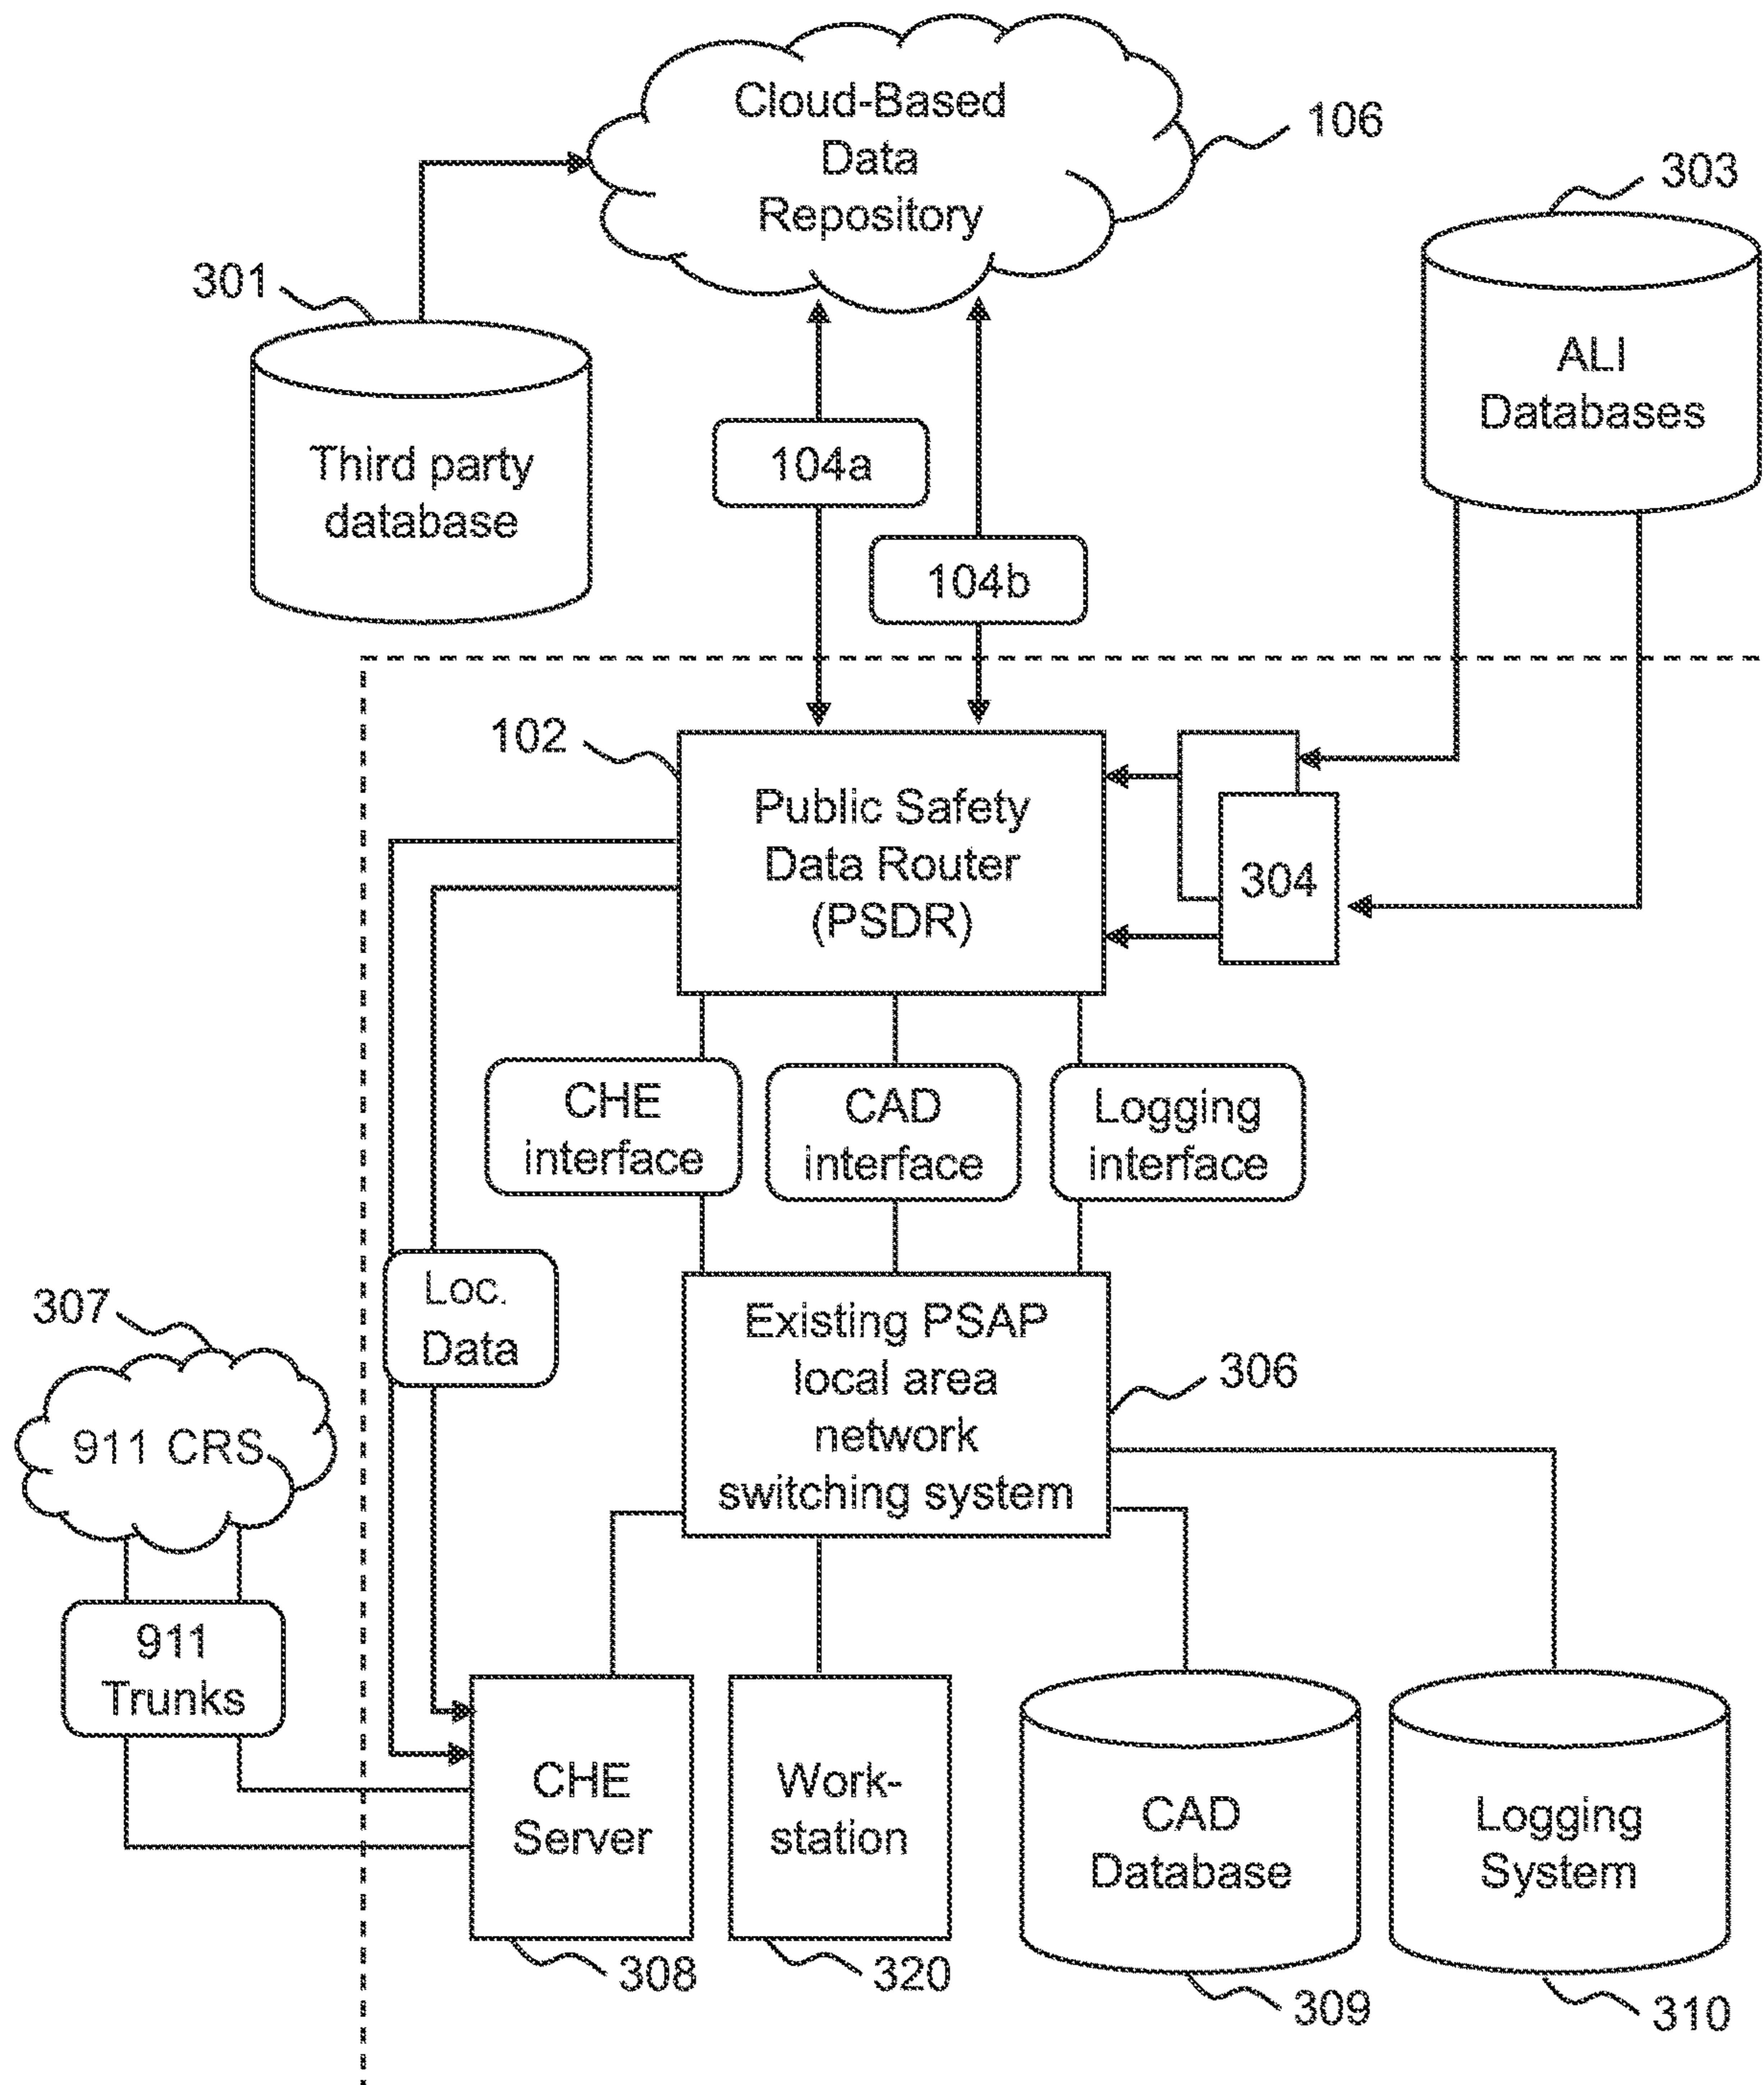 Cloud-Based
Data
Repository
106
303
301
ALI
Databases
Third party
database
104a
104b
102
Public Safety
Data Router
(PSDR)
304
CHE
interface
CAD
interface
Logging
interface
Loc.
Data
307
911 CRS
Existing PSAP
local area
network
switching system
306
911
Trunks
CHE
Server
Work-
station
CAD
Database
Logging
System
308
320
309
310